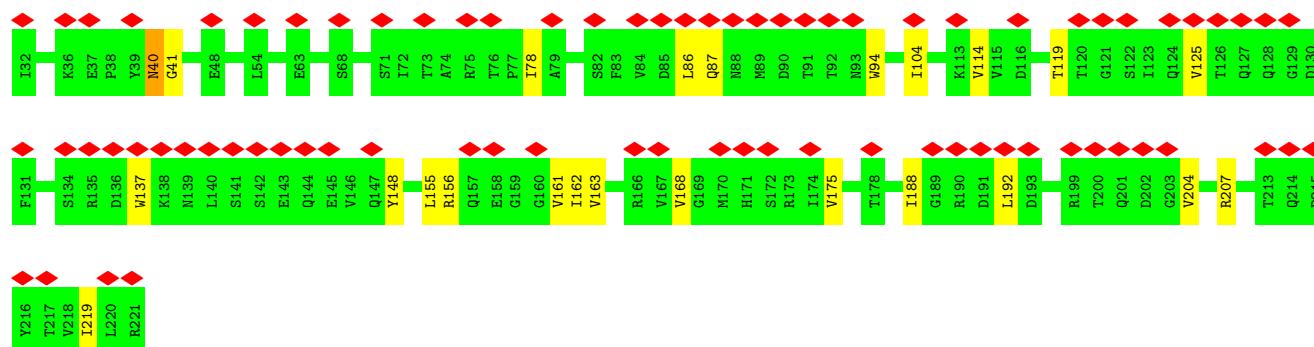 I32 K36 E37 P38 Y39 N40 G41 E48 L54 E63 S68 S71 I72 T73 A74 R75 T76 P77 I78 A79 S82 F83 V84 D85 L86 Q87 N88 M89 D90 T91 T92 N93 W94 I104 K113 V114 V115 D116 T119 T120 G121 S122 I123 Q124 V125 T126 Q127 Q128 G129 D130
F131 S134 R135 D136 W137 K138 N139 L140 S141 S142 E143 Q144 E145 V146 Q147 Y148 L155 R156 Q157 E158 G159 G160 V161 I162 V163 R166 V167 V168 G169 M170 H171 S172 R173 I174 V175 T178 I188 G189 R190 D191 L192 D193 R199 T200 Q201 D202 G203 V204 R207 T213 Q214
Y216 T217 V218 I219 L220 R221